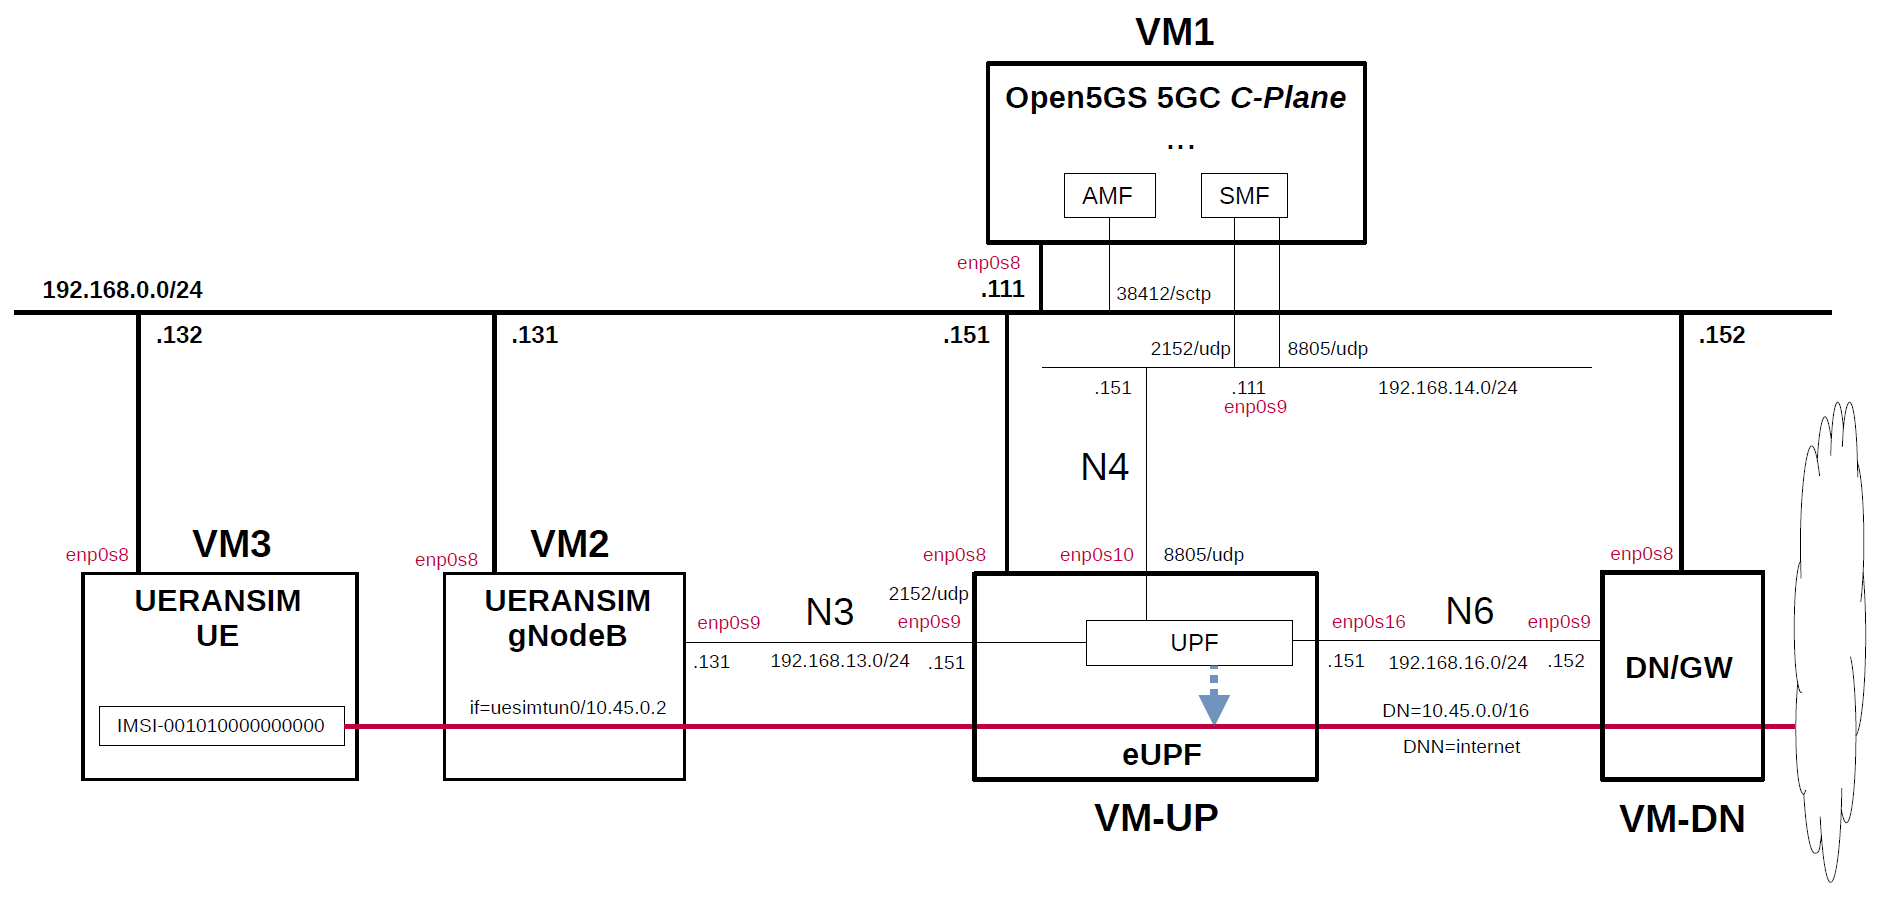 VM1
Open5GS 5GC C-Plane
...
AMF
SMF
enp0s8
192.168.0.0/24
.111
38412/sctp
.132
.131
.151
.152
2152/udp
8805/udp
.151
.111
192.168.14.0/24
enp0s9
N4
VM3
VM2
enp0s8
enp0s8
enp0s8
enp0s10
8805/udp
enp0s8
UERANSIM
UE
UERANSIM
gNodeB
2152/udp
enp0s9
N3
enp0s9
UPF
enp0s16
N6
enp0s9
.131
192.168.13.0/24
.151
.151
192.168.16.0/24
.152
DN/GW
if=uesimtun0/10.45.0.2
DN=10.45.0.0/16
IMSI-001010000000000
DNN=internet
eUPF
VM-UP
VM-DN